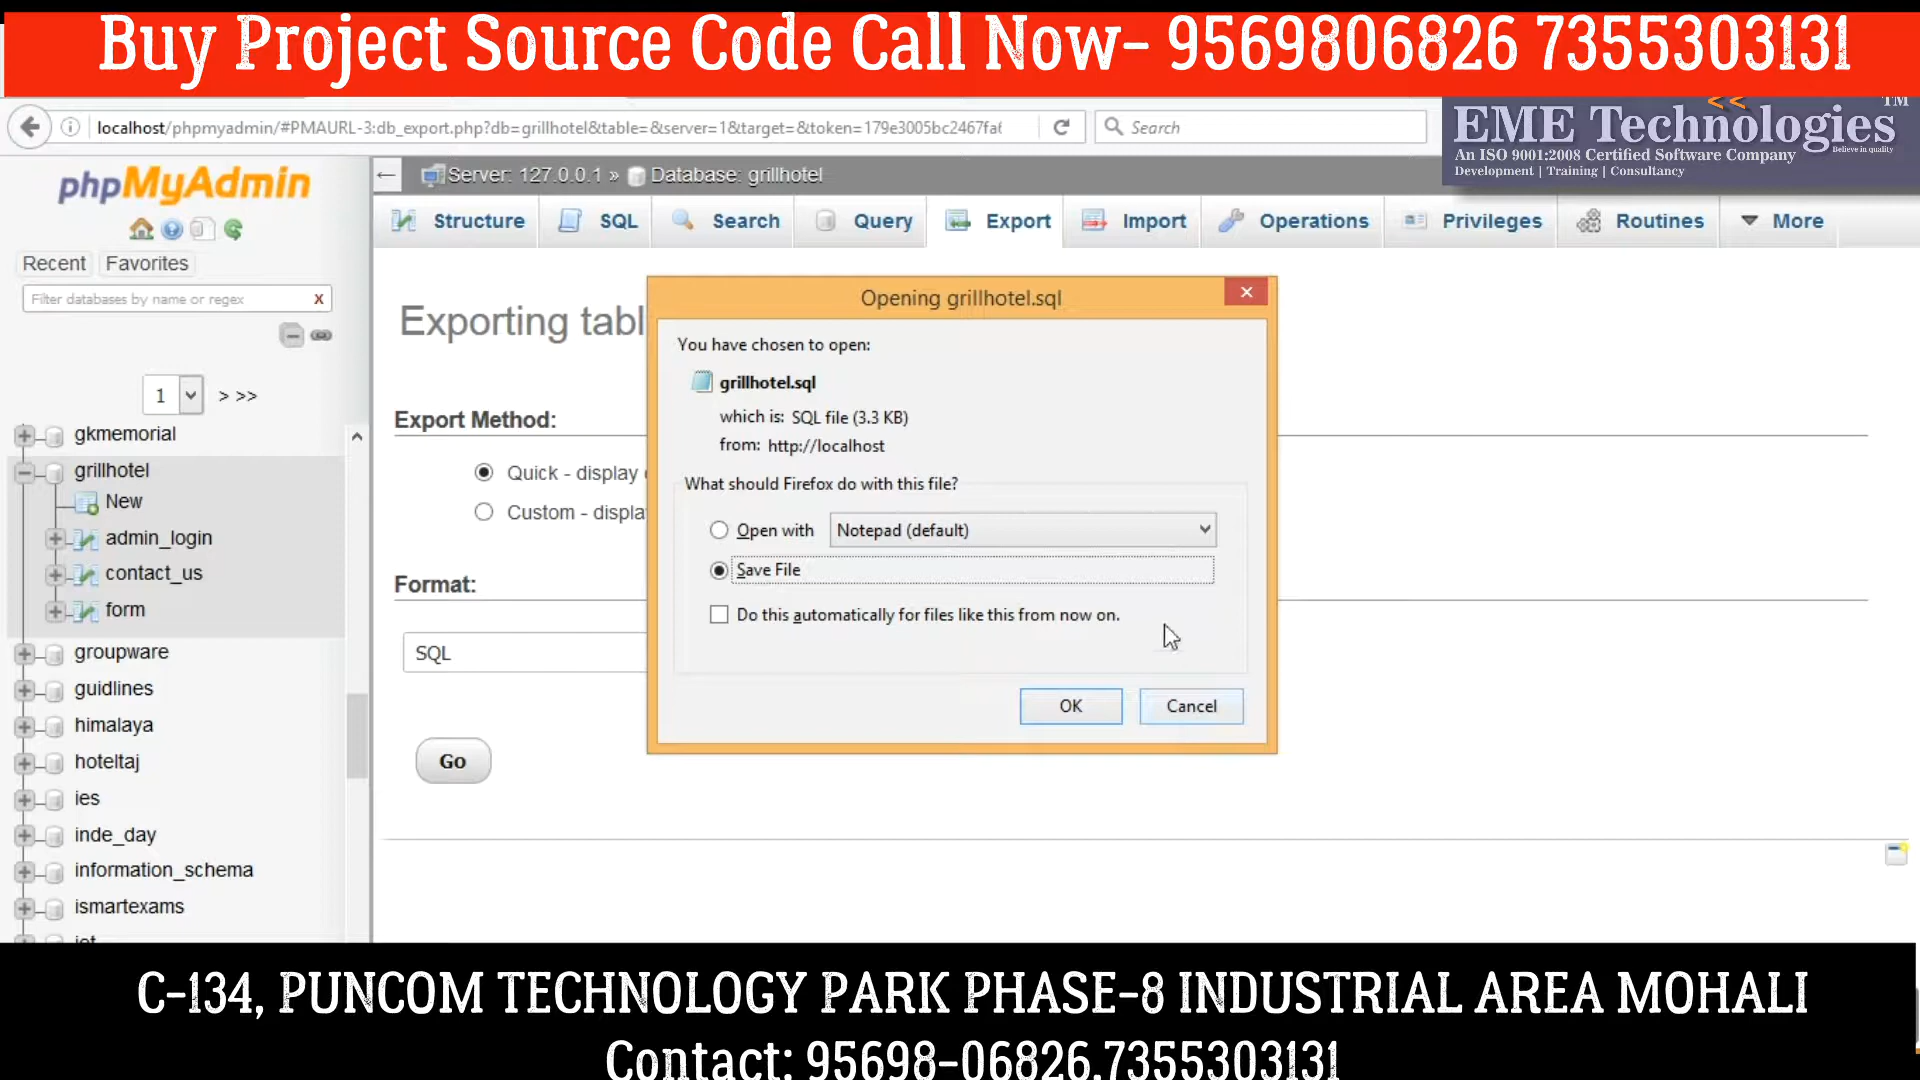 Buy Project Source Code Call Now- 9569806826 7355303131
localhost/phpmyadmin/#PMAURL-3:db_export.php?db=grillhotel&table=&server=1&target=&token=179e3005bc2467fa
Search
EME Technologies TM
Believe in quality
An ISO 9001:2008 Certified Software Company
Development | Training | Consultancy
phpMyAdmin
Server: 127.0.0.1 » Database: grillhotel
Structure SQL Search Query Export Import Operations Privileges Routines More
Recent Favorites
Filter databases by name or regex X
1 > >>
gkmemorial
grillhotel
New
admin_login
contact_us
form
groupware
guidlines
himalaya
hoteltaj
ies
inde_day
information_schema
ismartexams
Exporting tabl
Export Method:
Quick - display
Custom - displa
Format:
SQL
Go
Opening grillhotel.sql
You have chosen to open:
grillhotel.sql
which is: SQL file (3.3 KB)
from: http://localhost
What should Firefox do with this file?
Open with Notepad (default)
Save File
Do this automatically for files like this from now on.
OK Cancel
C-134, PUNCOM TECHNOLOGY PARK PHASE-8 INDUSTRIAL AREA MOHALI
Contact: 95698-06826,7355303131